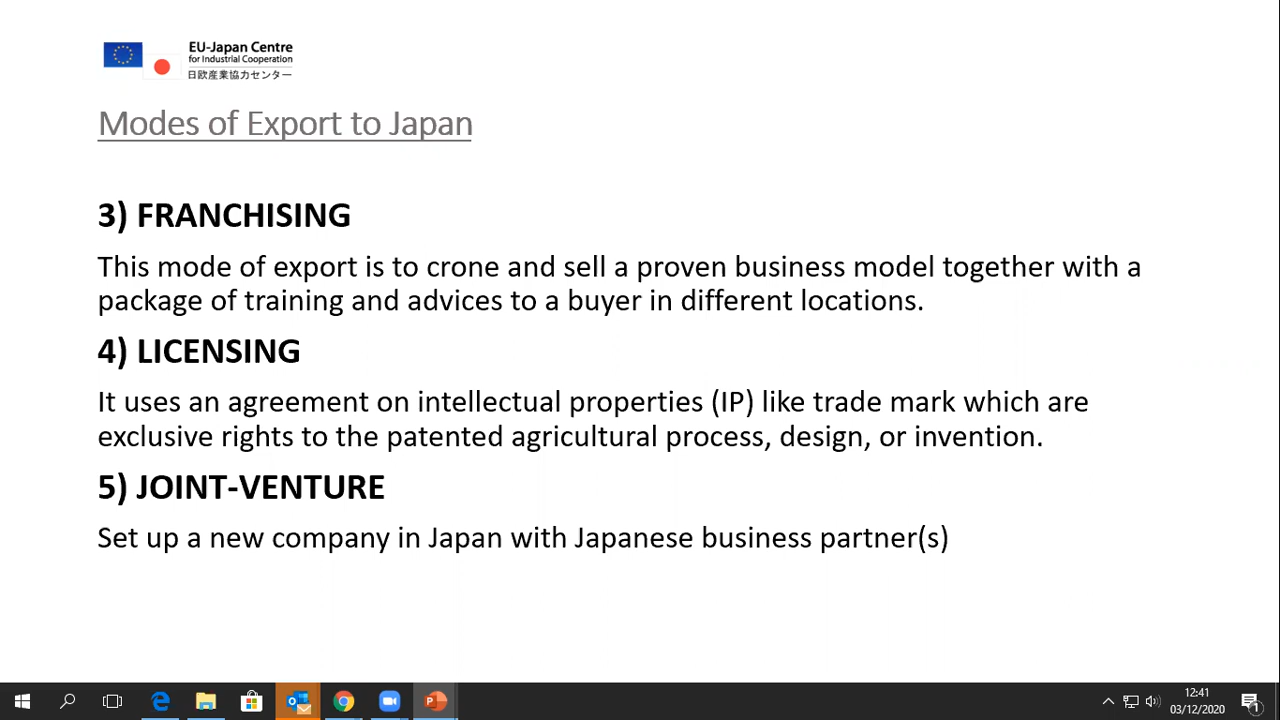 EU-Japan Centre
for Industrial Cooperation
日欧産業協力センター
Modes of Export to Japan
3) FRANCHISING
This mode of export is to crone and sell a proven business model together with a
package of training and advices to a buyer in different locations.
4) LICENSING
It uses an agreement on intellectual properties (IP) like trade mark which are
exclusive rights to the patented agricultural process, design, or invention.
5) JOINT-VENTURE
Set up a new company in Japan with Japanese business partner(s)
12:41
03/12/2020
1